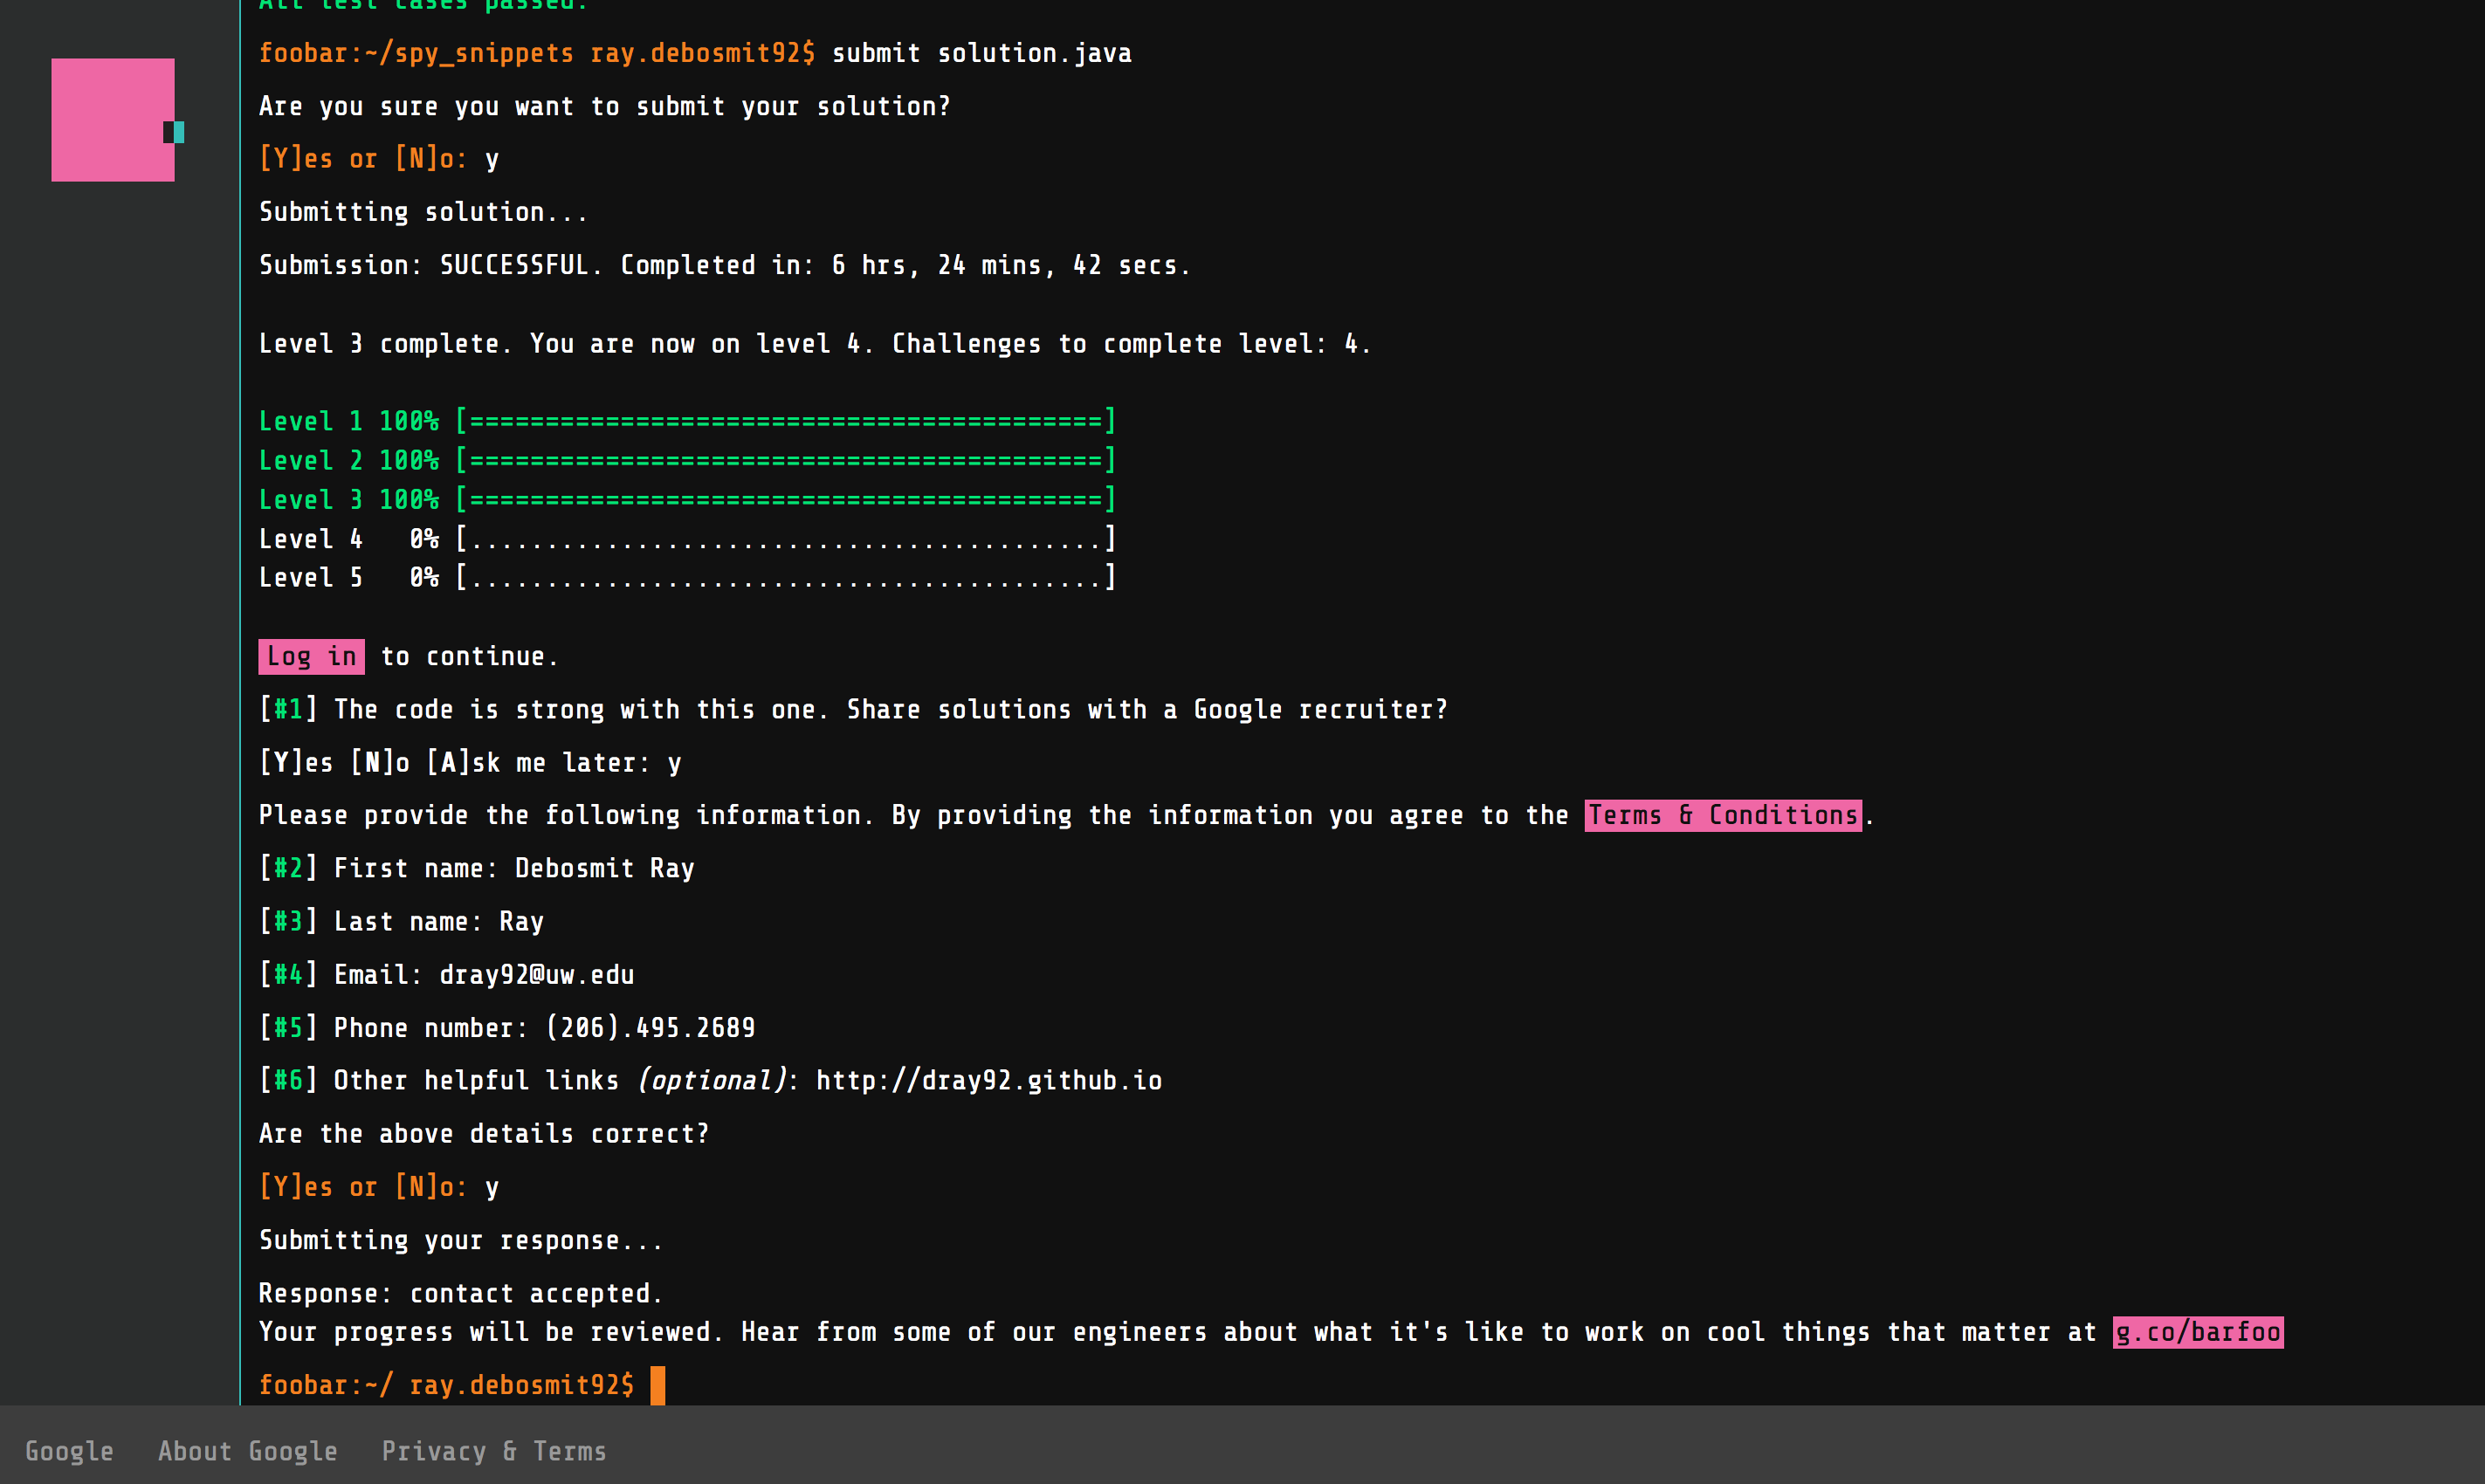 All test cases passed.
foobar:~/spy_snippets ray.debosmit92$ submit solution.java
Are you sure you want to submit your solution?
[Y]es or [N]o: y
Submitting solution...
Submission: SUCCESSFUL. Completed in: 6 hrs, 24 mins, 42 secs.
Level 3 complete. You are now on level 4. Challenges to complete level: 4.
Level 1 100% [==========================================]
Level 2 100% [==========================================]
Level 3 100% [==========================================]
Level 4   0% [..........................................]
Level 5   0% [..........................................]
Log in to continue.
[#1] The code is strong with this one. Share solutions with a Google recruiter?
[Y]es [N]o [A]sk me later: y
Please provide the following information. By providing the information you agree to the Terms & Conditions.
[#2] First name: Debosmit Ray
[#3] Last name: Ray
[#4] Email: dray92@uw.edu
[#5] Phone number: (206).495.2689
[#6] Other helpful links (optional): http://dray92.github.io
Are the above details correct?
[Y]es or [N]o: y
Submitting your response...
Response: contact accepted.
Your progress will be reviewed. Hear from some of our engineers about what it's like to work on cool things that matter at g.co/barfoo
foobar:~/ ray.debosmit92$
Google   About Google   Privacy & Terms